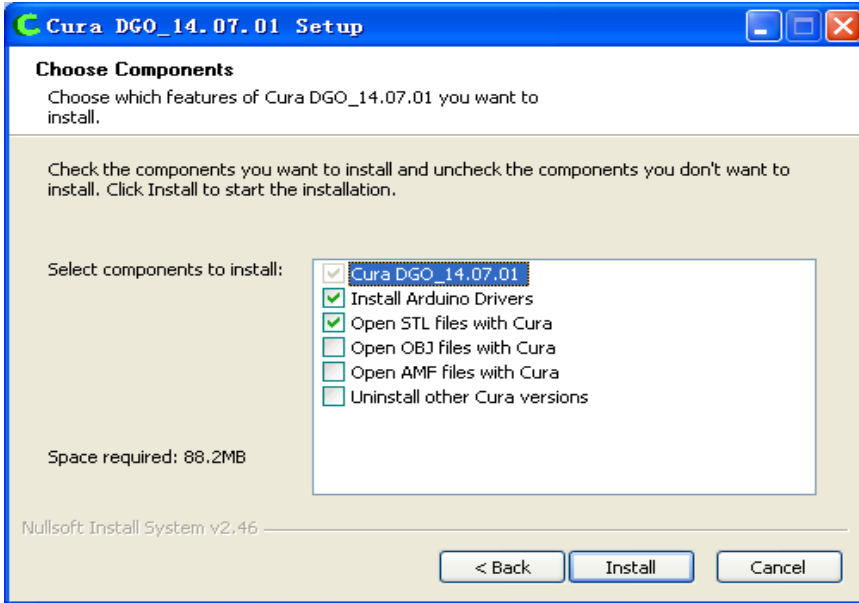 Cura DGO_14.07.01 Setup
Choose Components
Choose which features of Cura DGO_14.07.01 you want to
install.
Check the components you want to install and uncheck the components you don't want to
install. Click Install to start the installation.
Select components to install:
Cura DGO_14.07.01
Install Arduino Drivers
Open STL files with Cura
Open OBJ files with Cura
Open AMF files with Cura
Uninstall other Cura versions
Space required: 88.2MB
Nullsoft Install System v2.46
< Back
Install
Cancel